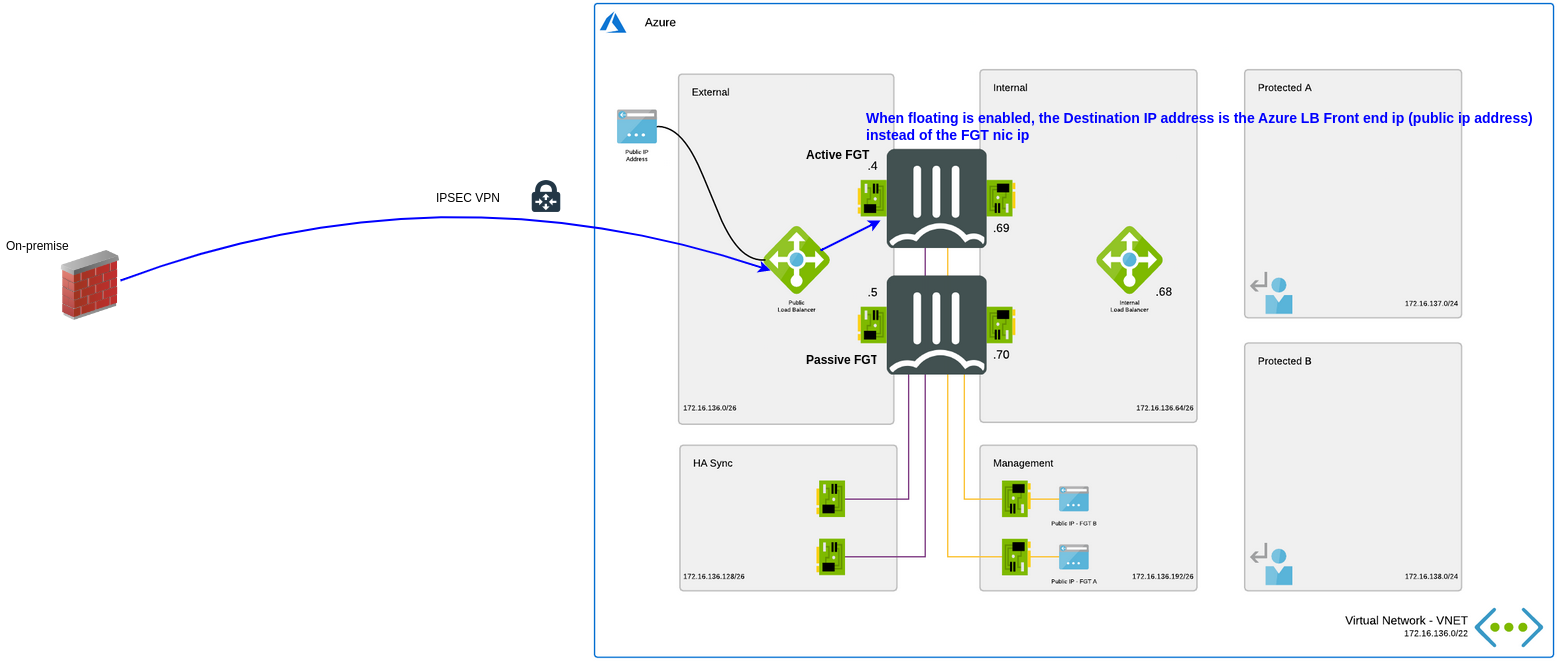 Azure
External
Internal
Protected A
When floating is enabled, the Destination IP address is the Azure LB Front end ip (public ip address)
instead of the FGT nic ip
Public IP
Address
Active FGT
.4
IPSEC VPN
.69
On-premise
.5
.68
Public
Load Balancer
Internal
Load Balancer
172.16.137.0/24
Passive FGT
.70
Protected B
172.16.136.0/26
172.16.136.64/26
HA Sync
Management
Public IP - FGT B
172.16.136.128/26
Public IP - FGT A
172.16.136.192/26
172.16.138.0/24
Virtual Network - VNET
172.16.136.0/22